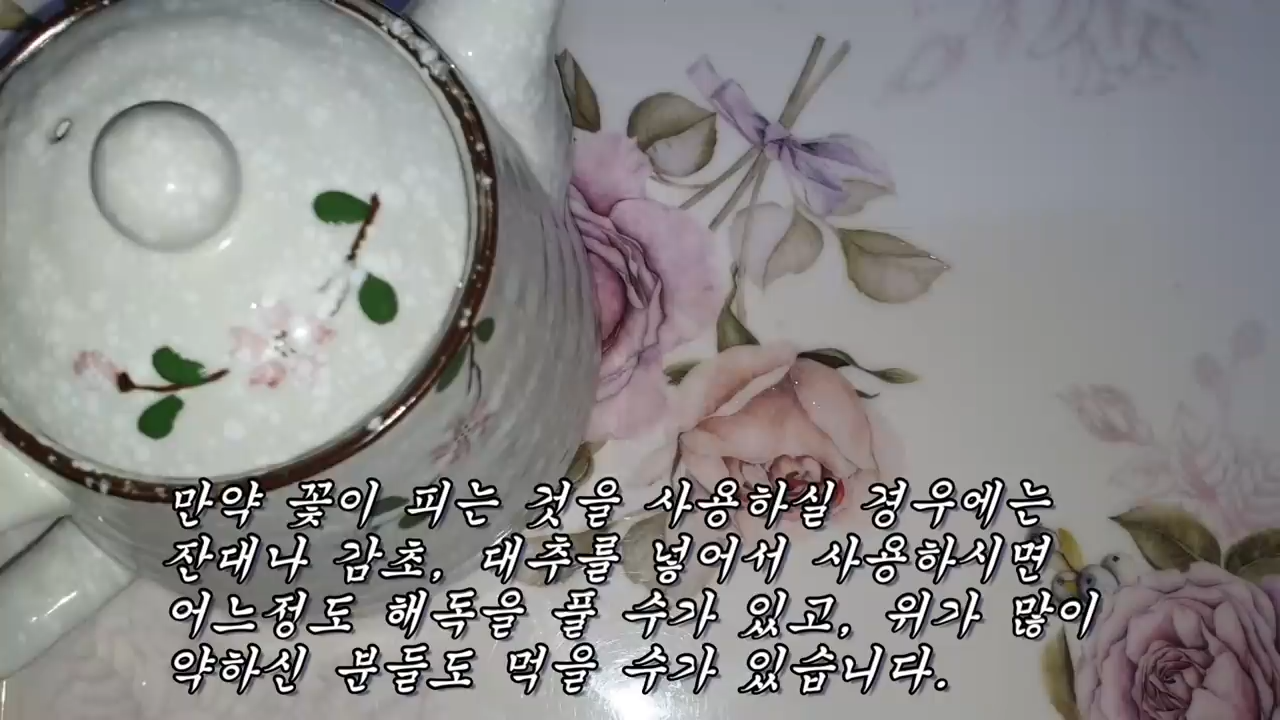 만약 꽃이 피는 것을 사용하실 경우에는
잔대나 감초, 대추를 넣어서 사용하시면
어느정도 해독을 풀 수가 있고, 위가 많이
약하신 분들도 먹을 수가 있습니다.